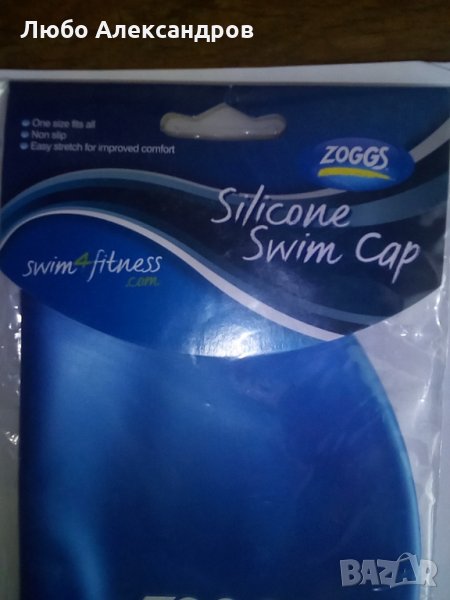 Любо Александров
One size fits all
Non slip
Easy stretch for improved comfort
ZOGGS
Silicone
Swim Cap
swim4fitness
.com
BAZAR